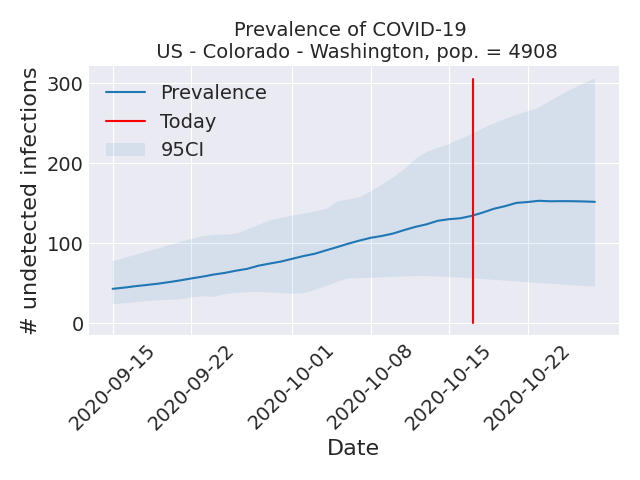 Prevalence of COVID-19
US - Colorado - Washington, pop. = 4908
# undetected infections
300
200
100
0
Prevalence
Today
95CI
2020-09-15
2020-09-22
2020-10-01
2020-10-08
2020-10-15
2020-10-22
Date